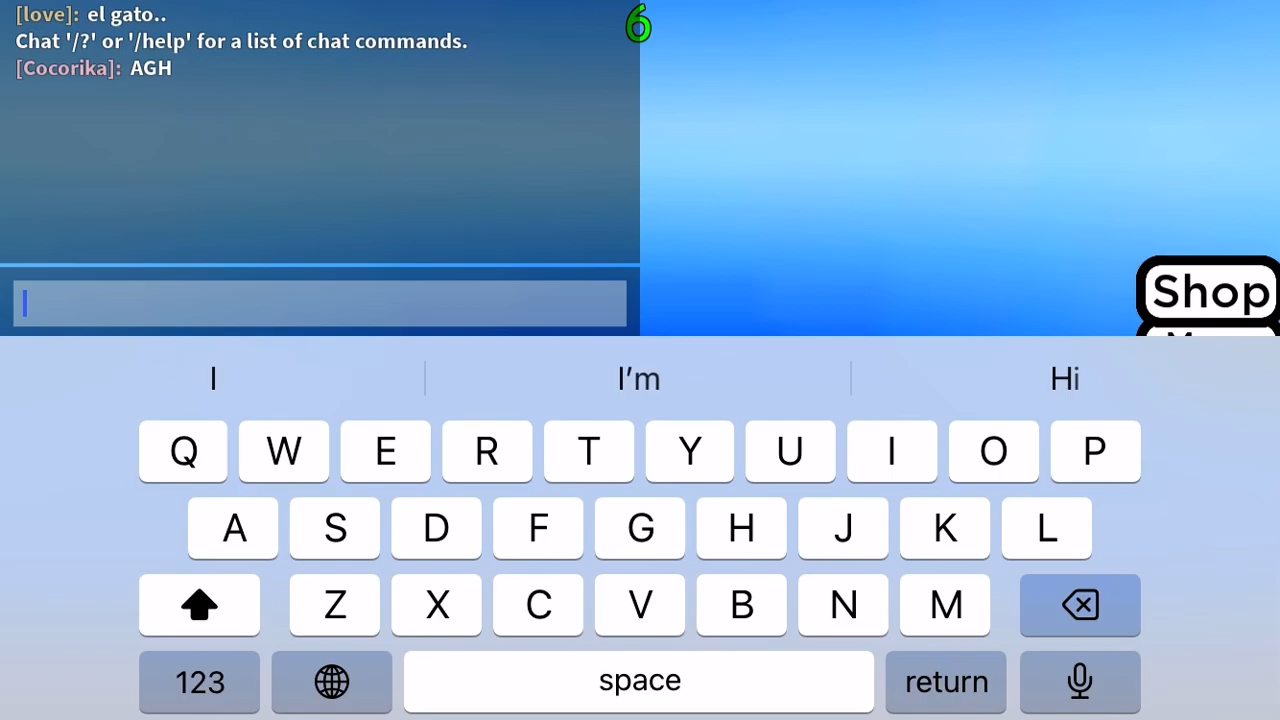 [love]: el gato..
Chat '/?' or '/help' for a list of chat commands.
[Cocorika]: AGH
6
Shop
I I’m Hi
Q W E R T Y U I O P
A S D F G H J K L
Z X C V B N M
123 space return